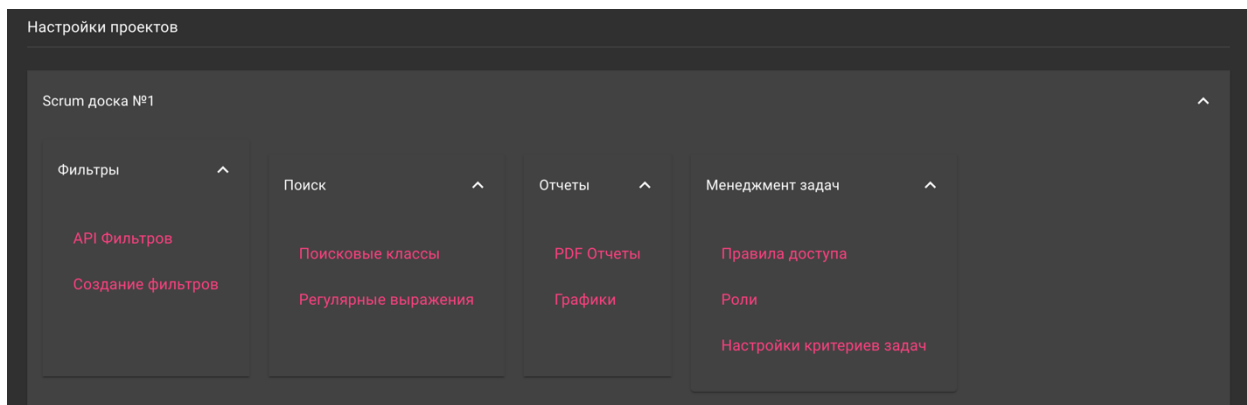 Настройки проектов
Scrum доска №1
Фильтры
API Фильтров
Создание фильтров
Поиск
Поисковые классы
Регулярные выражения
Отчеты
PDF Отчеты
Графики
Менеджмент задач
Правила доступа
Роли
Настройки критериев задач